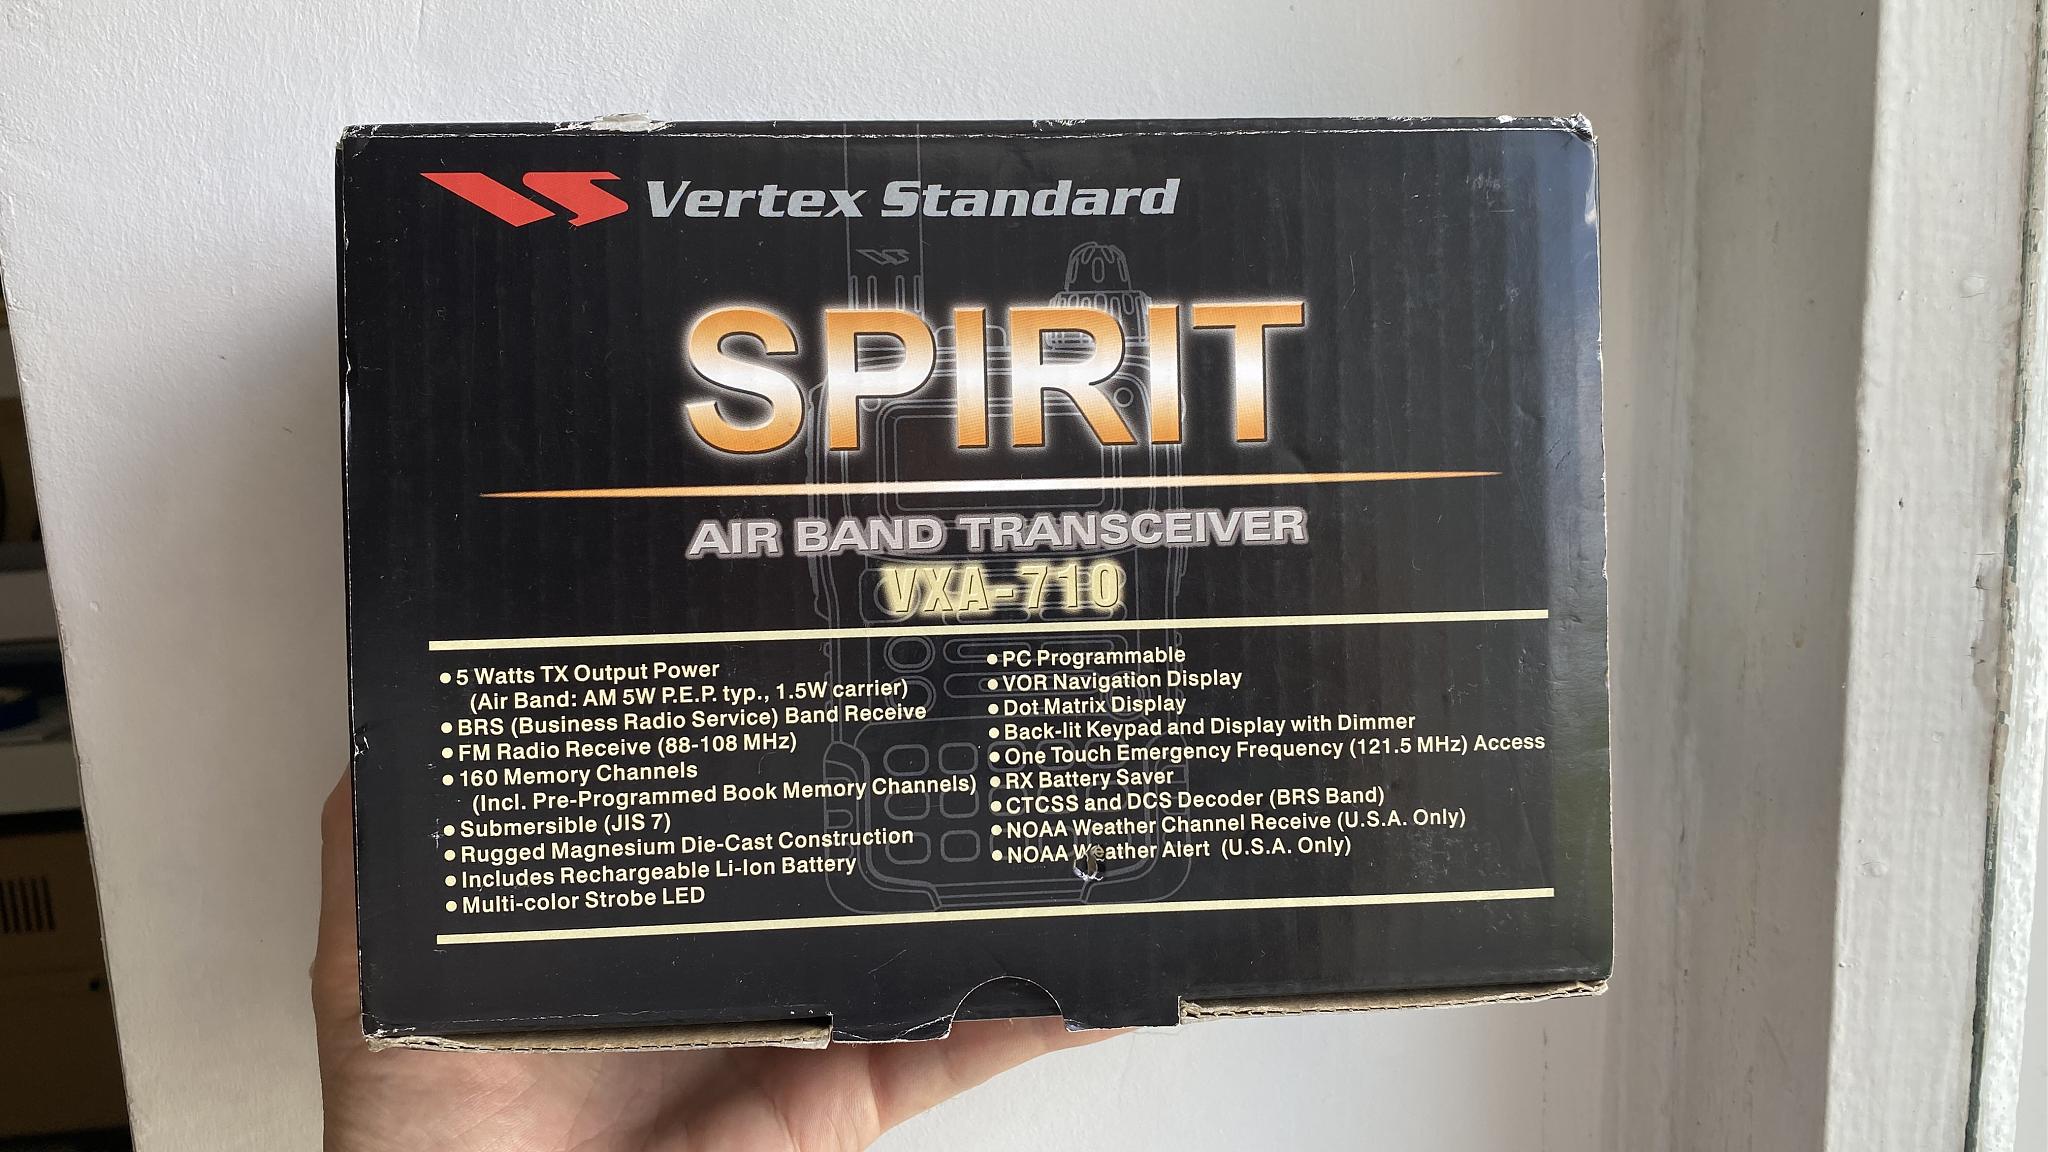 Vertex Standard
SPIRIT
AIR BAND TRANSCEIVER
VXA-710
● 5 Watts TX Output Power
(Air Band: AM 5W P.E.P. typ., 1.5W carrier)
● BRS (Business Radio Service) Band Receive
● FM Radio Receive (88-108 MHz)
● 160 Memory Channels
(Incl. Pre-Programmed Book Memory Channels)
● Submersible (JIS 7)
● Rugged Magnesium Die-Cast Construction
● Includes Rechargeable Li-Ion Battery
● Multi-color Strobe LED
● PC Programmable
● VOR Navigation Display
● Dot Matrix Display
● Back-lit Keypad and Display with Dimmer
● One Touch Emergency Frequency (121.5 MHz) Access
● RX Battery Saver
● CTCSS and DCS Decoder (BRS Band)
● NOAA Weather Channel Receive (U.S.A. Only)
● NOAA Weather Alert (U.S.A. Only)